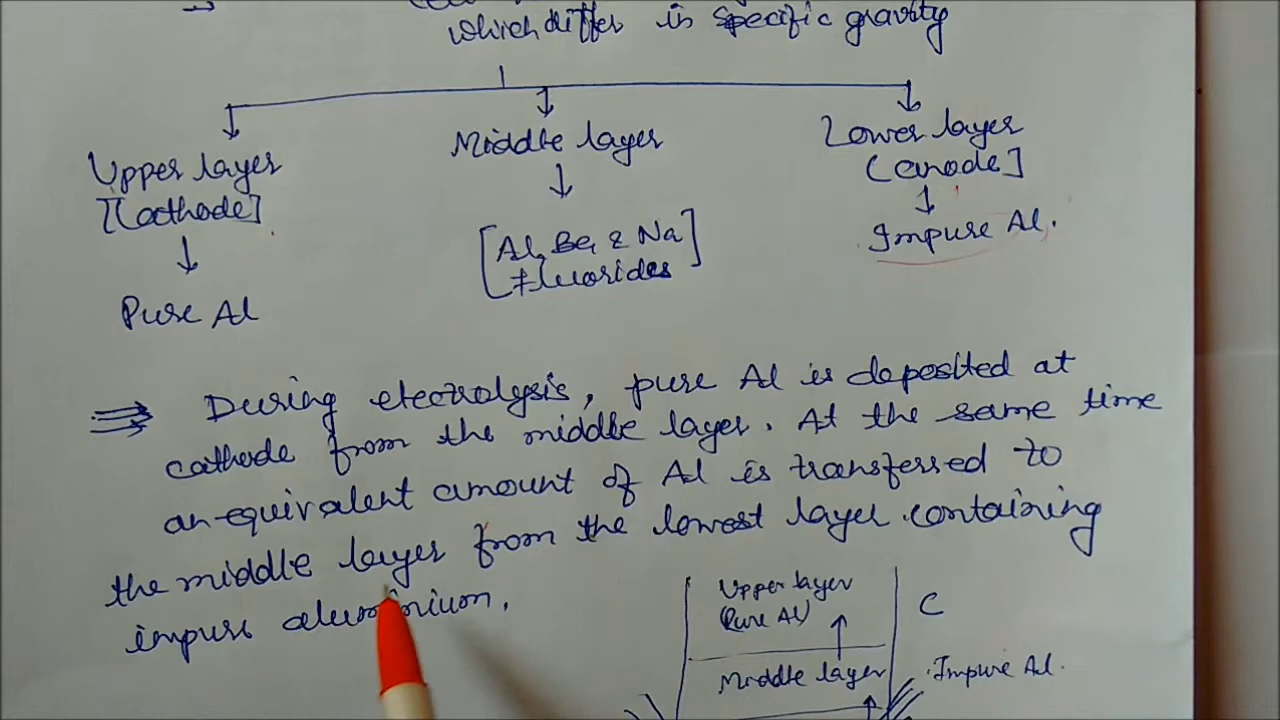 which differ in specific gravity
Upper layer
[Cathode]
Pure Al
Middle layer
[Al, Ba, & Na
Fluorides]
Lower layer
[anode]
Impure Al.
During electrolysis, pure Al is deposited at
cathode from the middle layer. At the same time
an equivalent amount of Al is transferred to
the middle layer from the lowest layer containing
impure aluminium.
Upper layer
(Pure Al)
C
Middle layer
Impure Al.